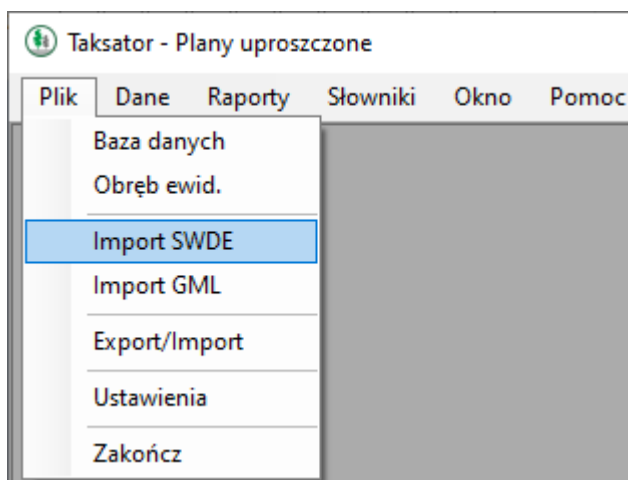 Taksator - Plany uproszczone
Plik Dane Raporty Słowniki Okno Pomoc
Baza danych
Obręb ewid.
Import SWDE
Import GML
Export/Import
Ustawienia
Zakończ